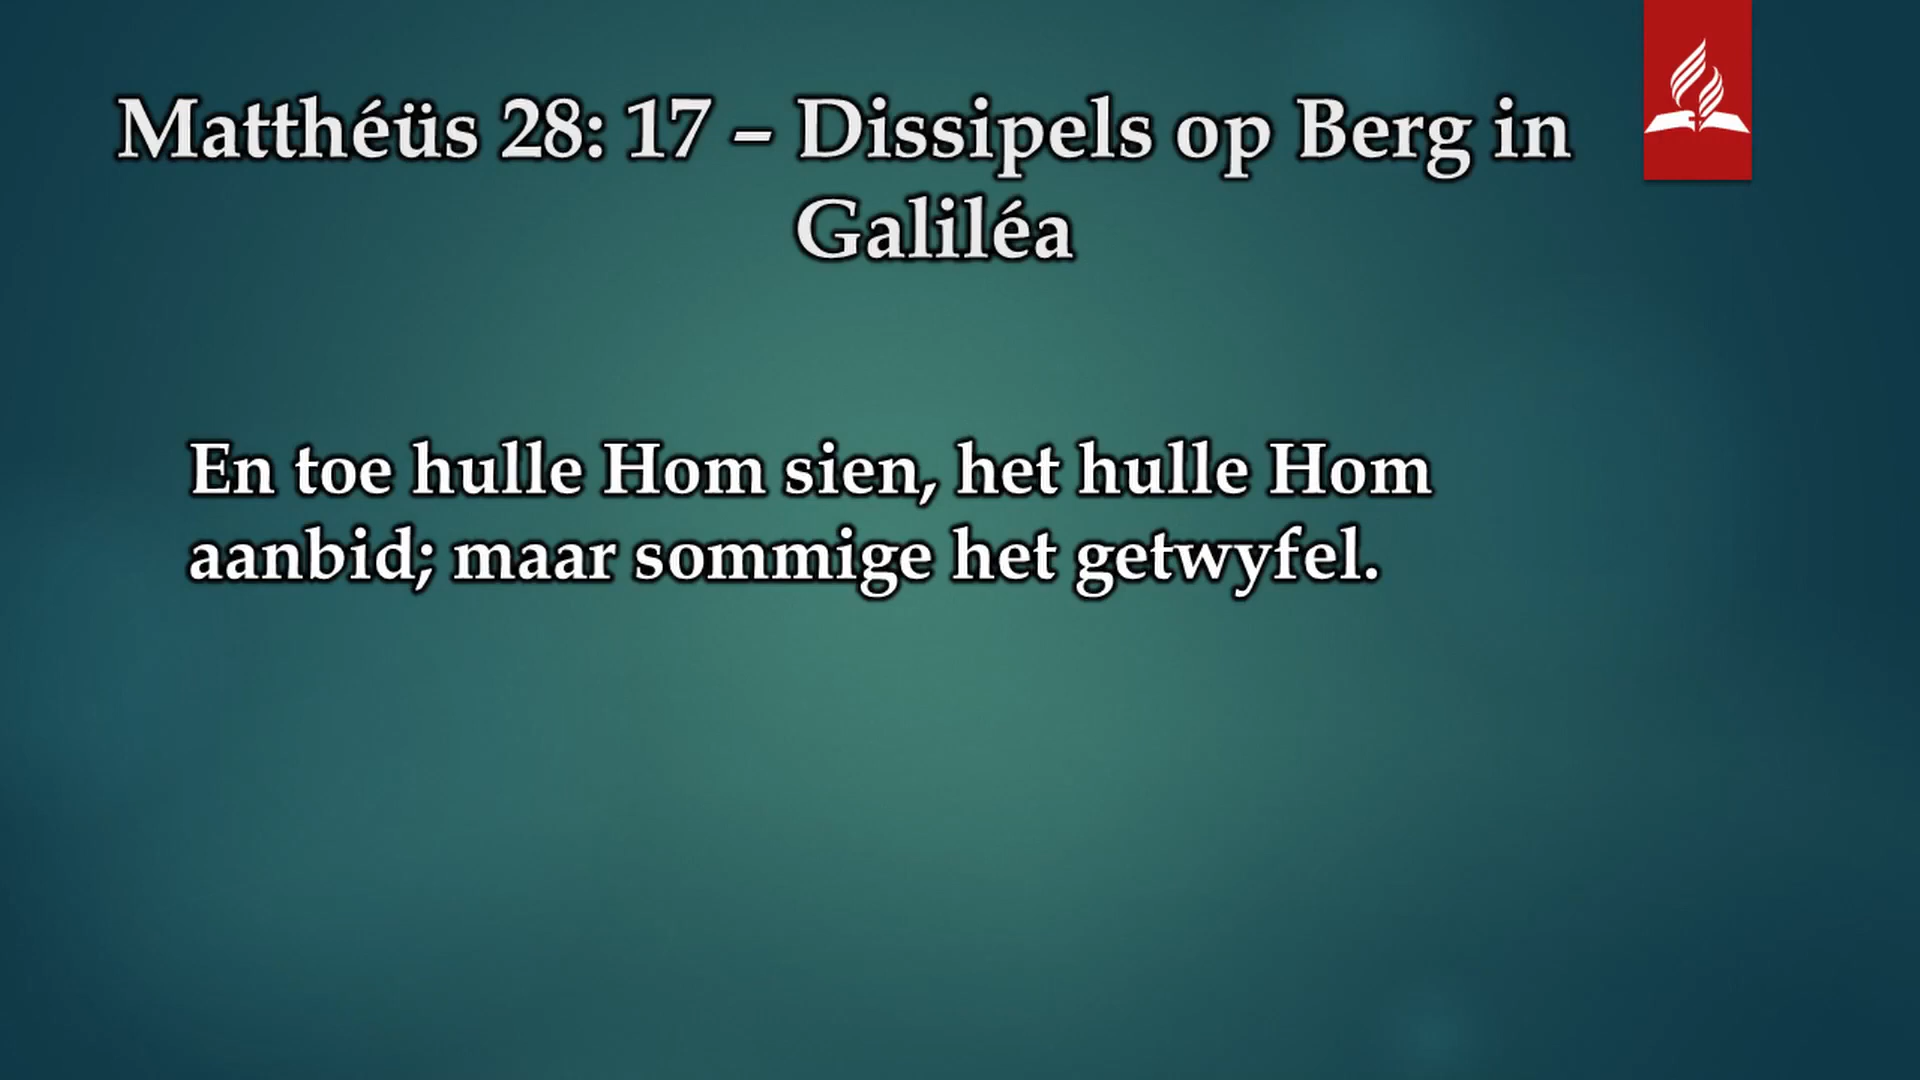 Matthéüs 28: 17 – Dissipels op Berg in
Galiléa
En toe hulle Hom sien, het hulle Hom
aanbid; maar sommige het getwyfel.